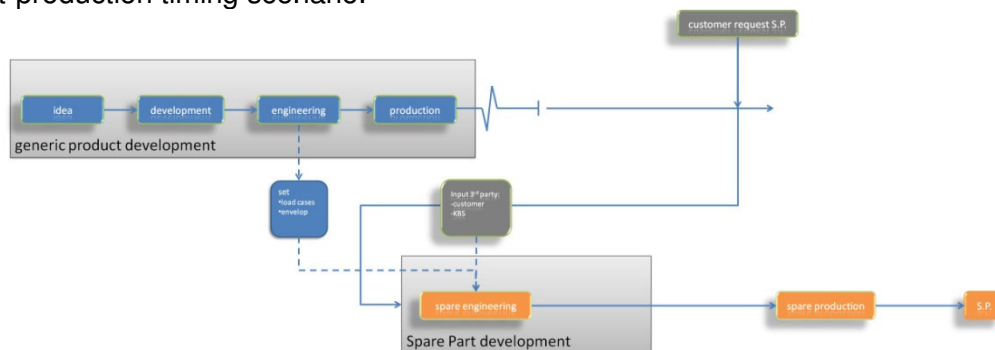 t-production timing scenario.
customer request S.P.
idea
development
engineering
production
generic product development
set
•load cases
•envelop
Input 3rd party:
-customer
-KBS
spare engineering
spare production
S.P.
Spare Part development